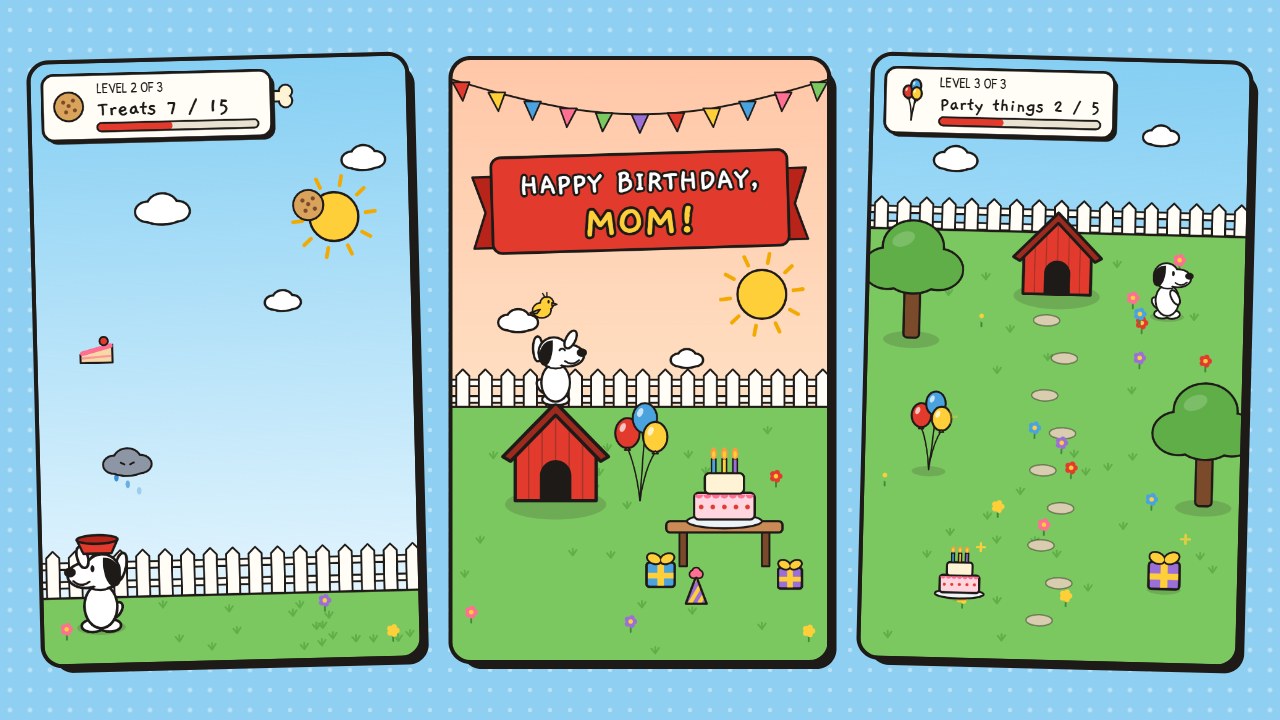 LEVEL 2 OF 3
Treats 7 / 15
HAPPY BIRTHDAY,
MOM!
LEVEL 3 OF 3
Party things 2 / 5